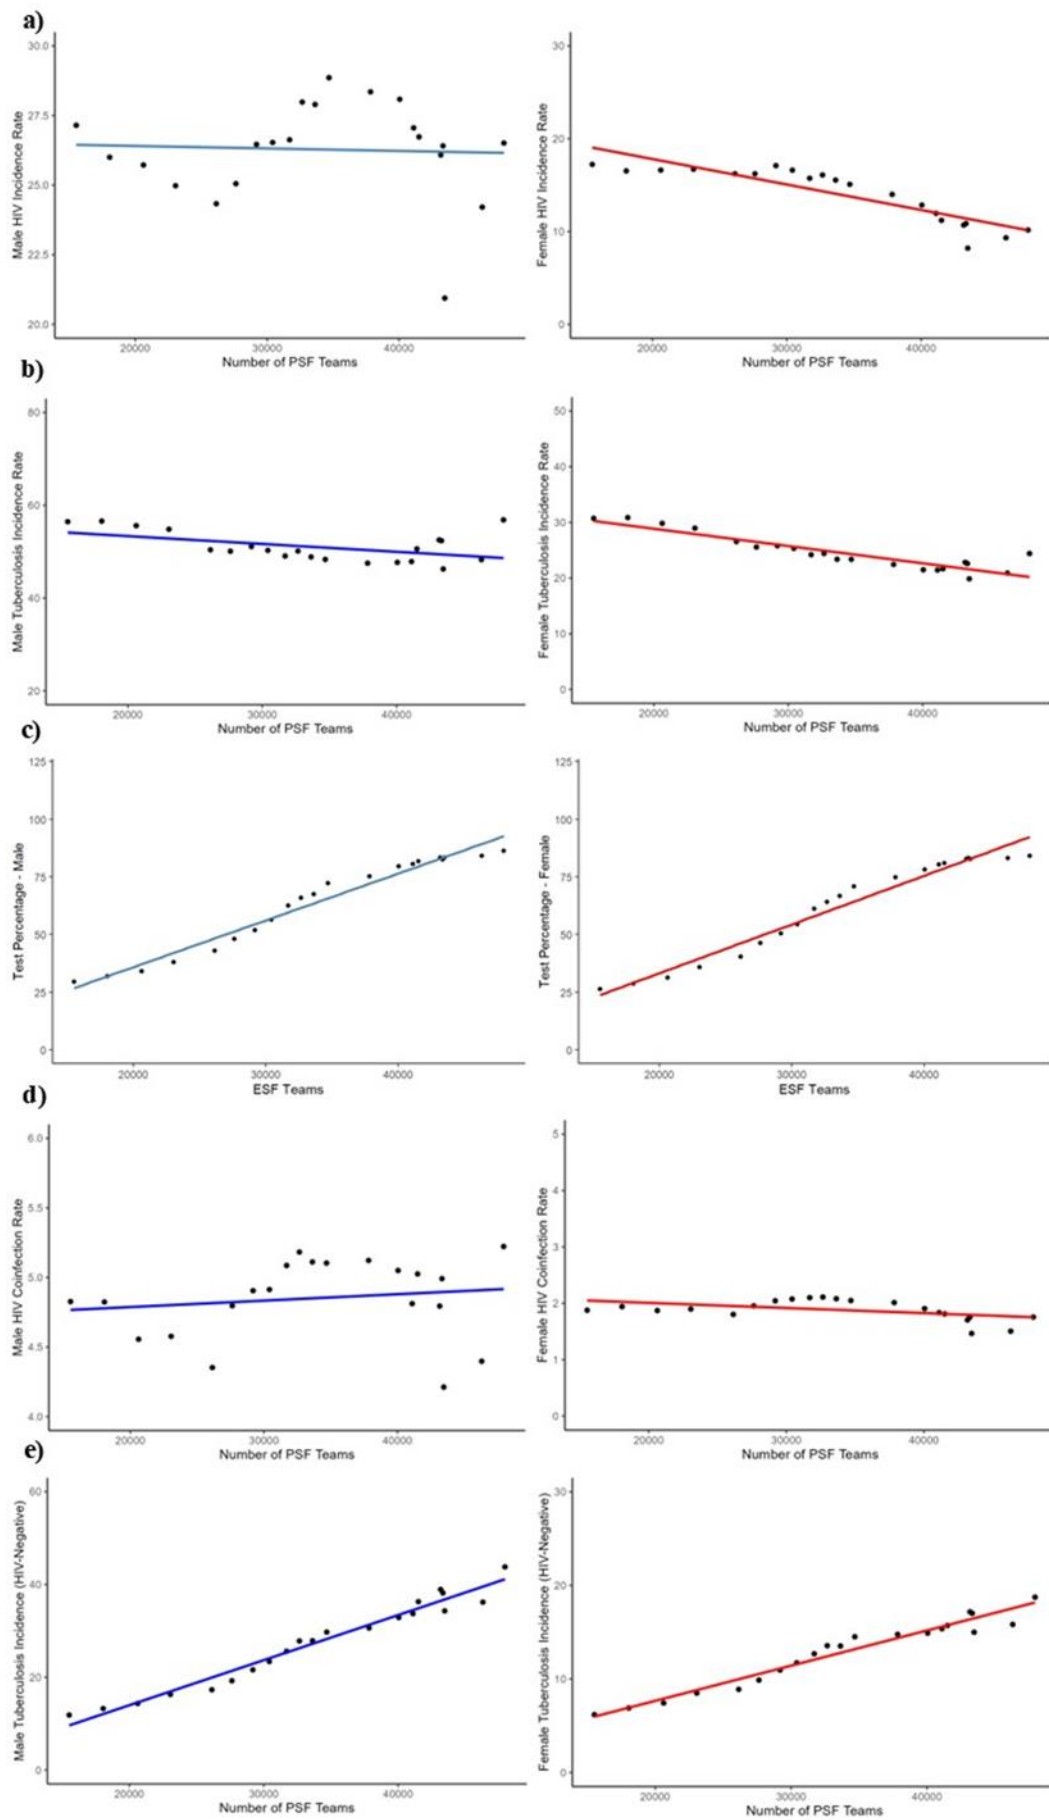 a)
Male HIV Incidence Rate
30.0
27.5
25.0
22.5
20.0
20000 30000 40000
Number of PSF Teams
Female HIV Incidence Rate
30
20
10
0
20000 30000 40000
Number of PSF Teams
b)
Male Tuberculosis Incidence Rate
80
60
40
20
20000 30000 40000
Number of PSF Teams
Female Tuberculosis Incidence Rate
50
40
30
20
10
0
20000 30000 40000
Number of PSF Teams
c)
Test Percentage - Male
125
100
75
50
25
0
20000 30000 40000
ESF Teams
Test Percentage - Female
125
100
75
50
25
0
20000 30000 40000
ESF Teams
d)
Male HIV Coinfection Rate
6.0
5.5
5.0
4.5
4.0
20000 30000 40000
Number of PSF Teams
Female HIV Coinfection Rate
5
4
3
2
1
0
20000 30000 40000
Number of PSF Teams
e)
Male Tuberculosis Incidence (HIV-Negative)
60
40
20
0
20000 30000 40000
Number of PSF Teams
Female Tuberculosis Incidence (HIV-Negative)
30
20
10
0
20000 30000 40000
Number of PSF Teams